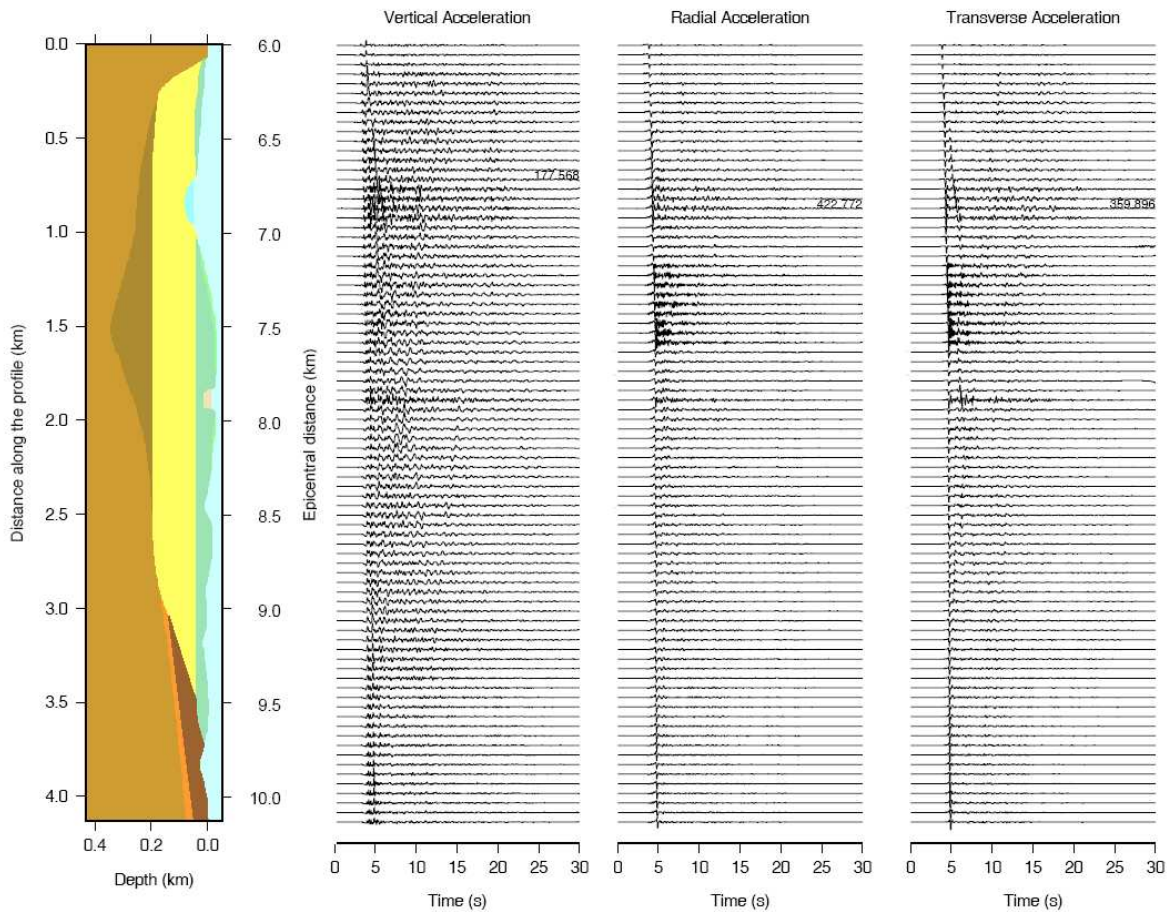 Vertical Acceleration
Radial Acceleration
Transverse Acceleration
0.0
0.5
1.0
1.5
2.0
2.5
3.0
3.5
4.0
Distance along the profile (km)
6.0
6.5
7.0
7.5
8.0
8.5
9.0
9.5
10.0
Epicentral distance (km)
177.568
422.772
359.896
0.4 0.2 0.0
Depth (km)
0 5 10 15 20 25 30
Time (s)
0 5 10 15 20 25 30
Time (s)
0 5 10 15 20 25 30
Time (s)